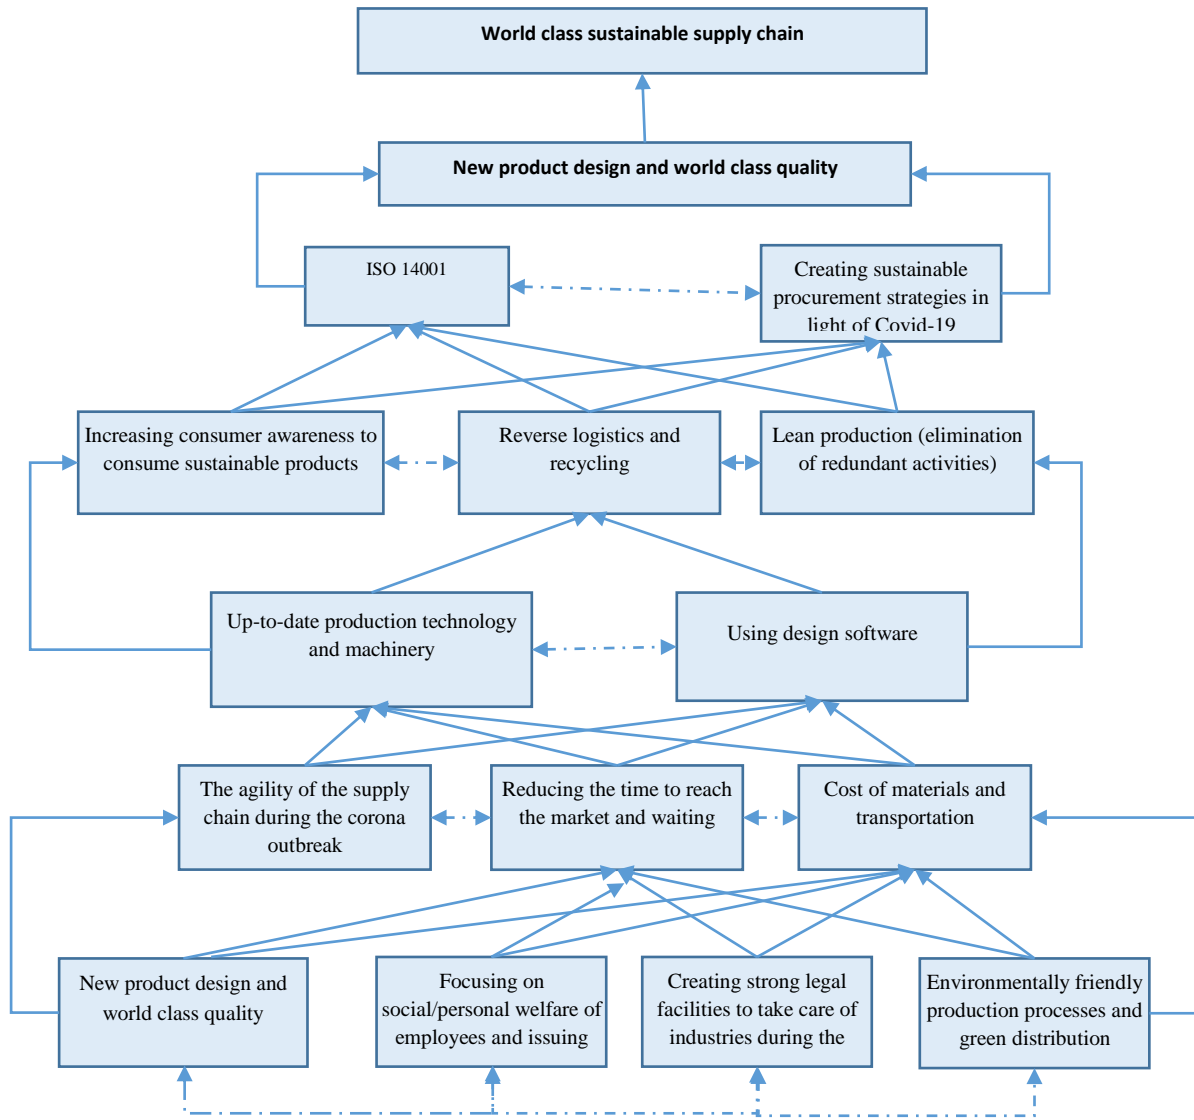 World class sustainable supply chain
New product design and world class quality
ISO 14001
Creating sustainable
procurement strategies in
light of Covid-19
Increasing consumer awareness to
consume sustainable products
Reverse logistics and
recycling
Lean production (elimination
of redundant activities)
Up-to-date production technology
and machinery
Using design software
The agility of the supply
chain during the corona
outbreak
Reducing the time to reach
the market and waiting
Cost of materials and
transportation
New product design and
world class quality
Focusing on
social/personal welfare of
employees and issuing
Creating strong legal
facilities to take care of
industries during the
Environmentally friendly
production processes and
green distribution